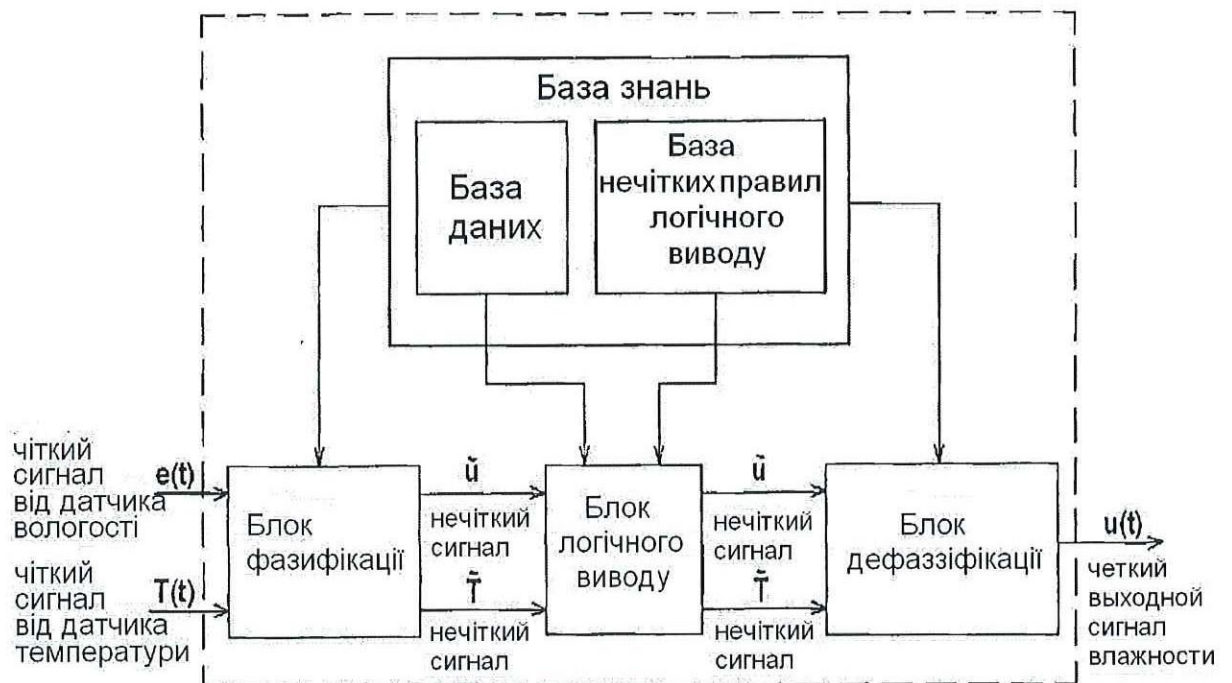 База знань
База
даних
База
нечітких правил
логічного
виводу
чіткий
сигнал
від датчика
вологості
e(t)
чіткий
сигнал
від датчика
температури
T(t)
Блок
фазифікації
ũ
нечіткий
сигнал
T̃
нечіткий
сигнал
Блок
логічного
виводу
ũ
нечіткий
сигнал
T̃
нечіткий
сигнал
Блок
дефаззіфікації
u(t)
четкий
выходной
сигнал
влажности